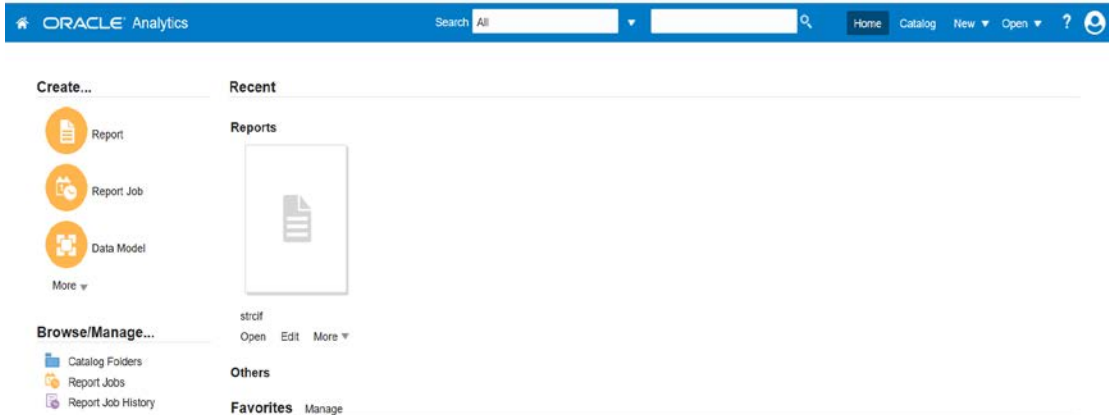 ORACLE Analytics Search All Home Catalog New Open ?
Create...
Report
Report Job
Data Model
More
Browse/Manage...
Catalog Folders
Report Jobs
Report Job History
Recent
Reports
strcif
Open Edit More
Others
Favorites Manage